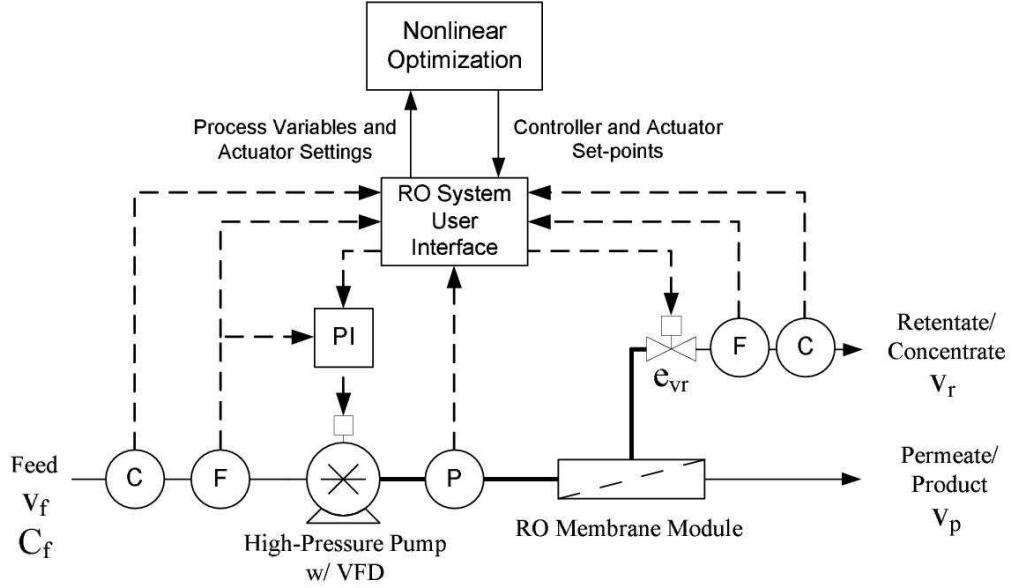 Nonlinear
Optimization
Process Variables and
Actuator Settings
Controller and Actuator
Set-points
RO System
User
Interface
PI
F
C
Retentate/
Concentrate
v_r
e_vr
Feed
v_f
C_f
C
F
P
High-Pressure Pump
w/ VFD
RO Membrane Module
Permeate/
Product
v_p